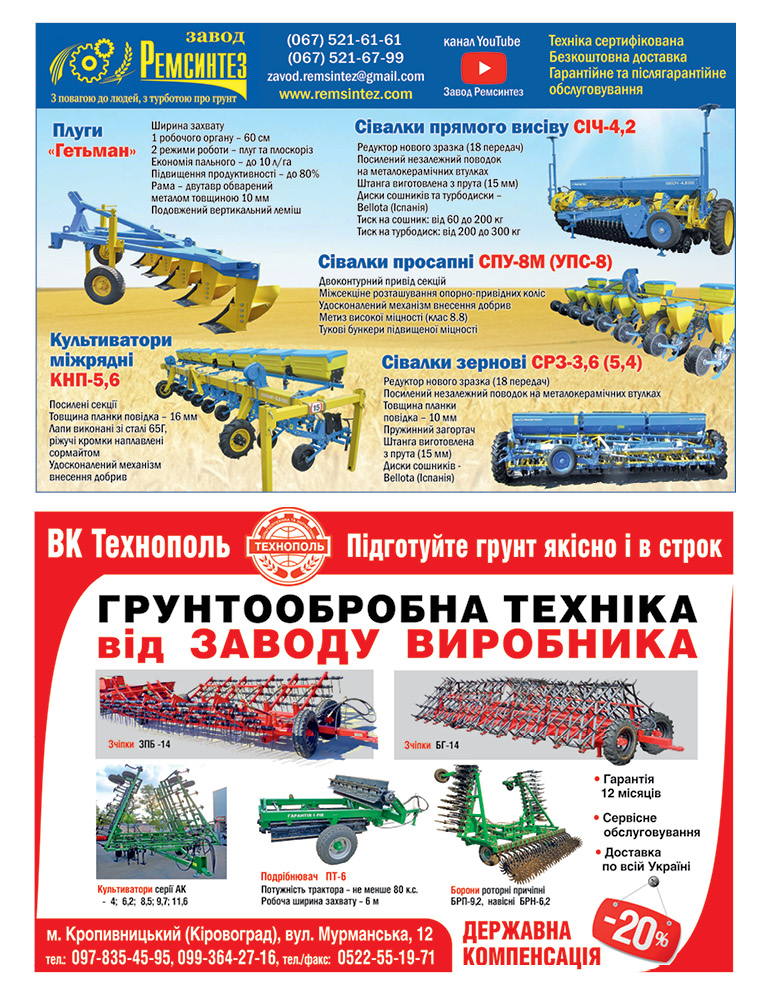 завод
Ремсинтез
З повагою до людей, з турботою про грунт
(067) 521-61-61
(067) 521-67-99
zavod.remsintez@gmail.com
www.remsintez.com
канал YouTube
Завод Ремсинтез
Техніка сертифікована
Безкоштовна доставка
Гарантійне та післягарантійне
обслуговування
Плуги
«Гетьман»
Ширина захвату
1 робочого органу – 60 см
2 режими роботи – плуг та плоскоріз
Економія пального – до 10 л/га
Підвищення продуктивності – до 80%
Рама – двутавр обварений
металом товщиною 10 мм
Подовжений вертикальний леміш
Сівалки прямого висіву СІЧ-4,2
Редуктор нового зразка (18 передач)
Посилений незалежний поводок
на металокерамічних втулках
Штанга виготовлена з прута (15 мм)
Диски сошників та турбодиски –
Bellota (Іспанія)
Тиск на сошник: від 60 до 200 кг
Тиск на турбодиск: від 200 до 300 кг
Сівалки просапні СПУ-8М (УПС-8)
Двоконтурний привід секцій
Міжсекційне розташування опорно-привідних коліс
Удосконалений механізм внесення добрив
Метиз високої міцності (клас 8.8)
Тукові бункери підвищеної міцності
Культиватори
міжрядні
КНП-5,6
Посилені секції
Товщина планки повідка – 16 мм
Лапи виконані зі сталі 65Г,
ріжучі кромки наплавлені
сормайтом
Удосконалений механізм
внесення добрив
15
Сівалки зернові СРЗ-3,6 (5,4)
Редуктор нового зразка (18 передач)
Посилений незалежний поводок на металокерамічних втулках
Товщина планки
повідка – 10 мм
Пружинний загортач
Штанга виготовлена
з прута (15 мм)
Диски сошників -
Bellota (Іспанія)
ВК Технополь
ТЕХНОПОЛЬ
Підготуйте грунт якісно і в строк
ГРУНТООБРОБНА ТЕХНІКА
від ЗАВОДУ ВИРОБНИКА
Зчіпки ЗПБ -14
Зчіпки БГ-14
Культиватори серії АК
- 4; 6,2; 8,5; 9,7; 11,6
ГАРАНТІЯ 1 РІК
Подрібнювач ПТ-6
Потужність трактора – не менше 80 к.с.
Робоча ширина захвату – 6 м
Борони роторні причіпні
БРП-9,2, навісні БРН-6,2
• Гарантія
12 місяців
• Сервісне
обслуговування
• Доставка
по всій Україні
м. Кропивницький (Кіровоград), вул. Мурманська, 12
тел.: 097-835-45-95, 099-364-27-16, тел./факс: 0522-55-19-71
ДЕРЖАВНА
КОМПЕНСАЦІЯ
-20%